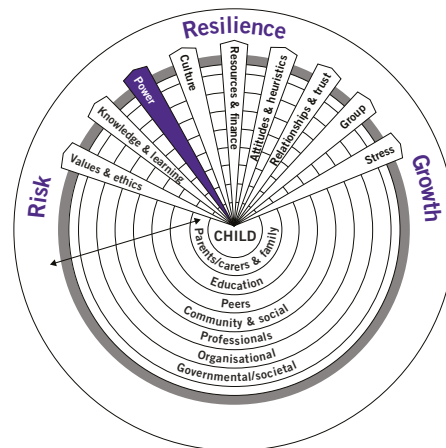 Resilience
Risk
Growth
Values & ethics
Knowledge & learning
Power
Culture
Resources & finance
Attitudes & heuristics
Relationships & trust
Group
Stress
CHILD
Parents/carers & family
Education
Peers
Community & social
Professionals
Organisational
Governmental/societal